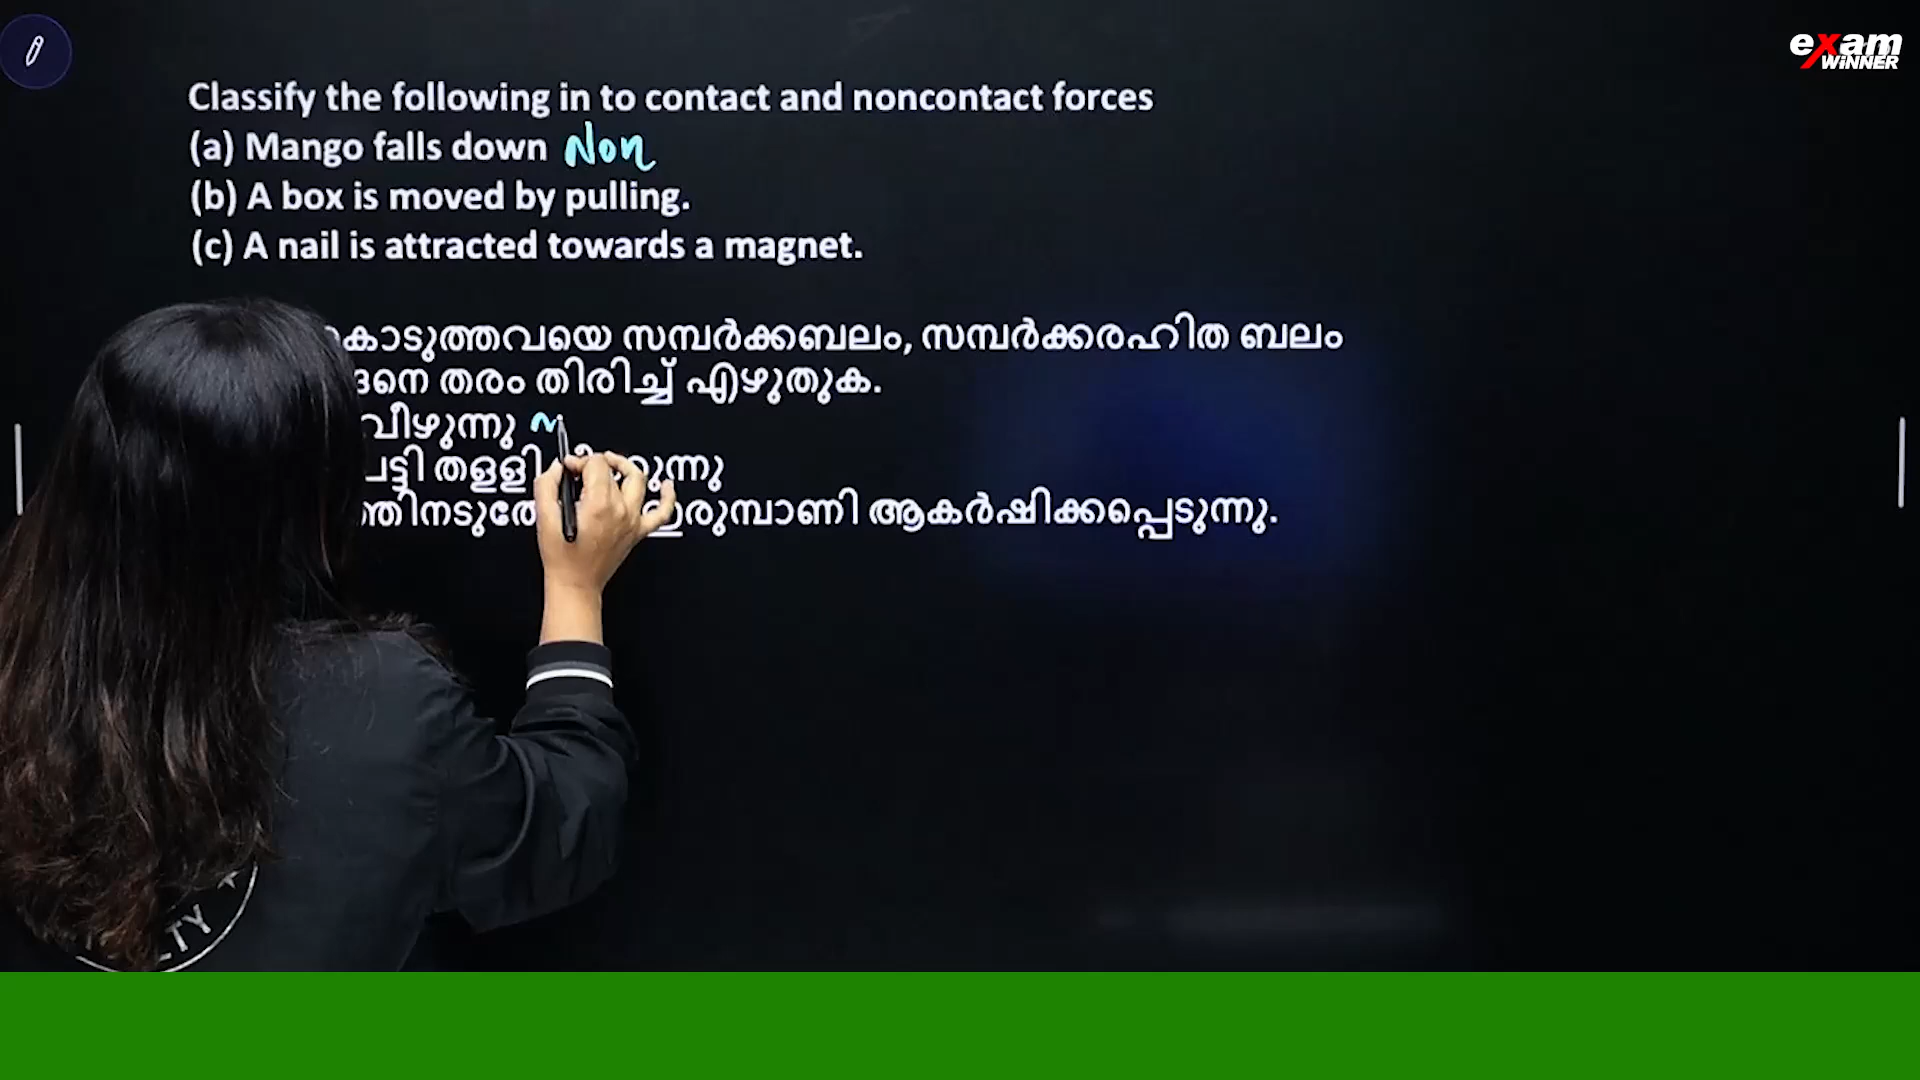 exam
WINNER
Classify the following in to contact and noncontact forces
(a) Mango falls down Non
(b) A box is moved by pulling.
(c) A nail is attracted towards a magnet.
സമ്പർക്കബലം, സമ്പർക്കരഹിത ബലം
തരം തിരിച്ച് എഴുതുക.
വീഴുന്നു
തള്ളി
ഇരുമ്പാണി ആകർഷിക്കപ്പെടുന്നു.